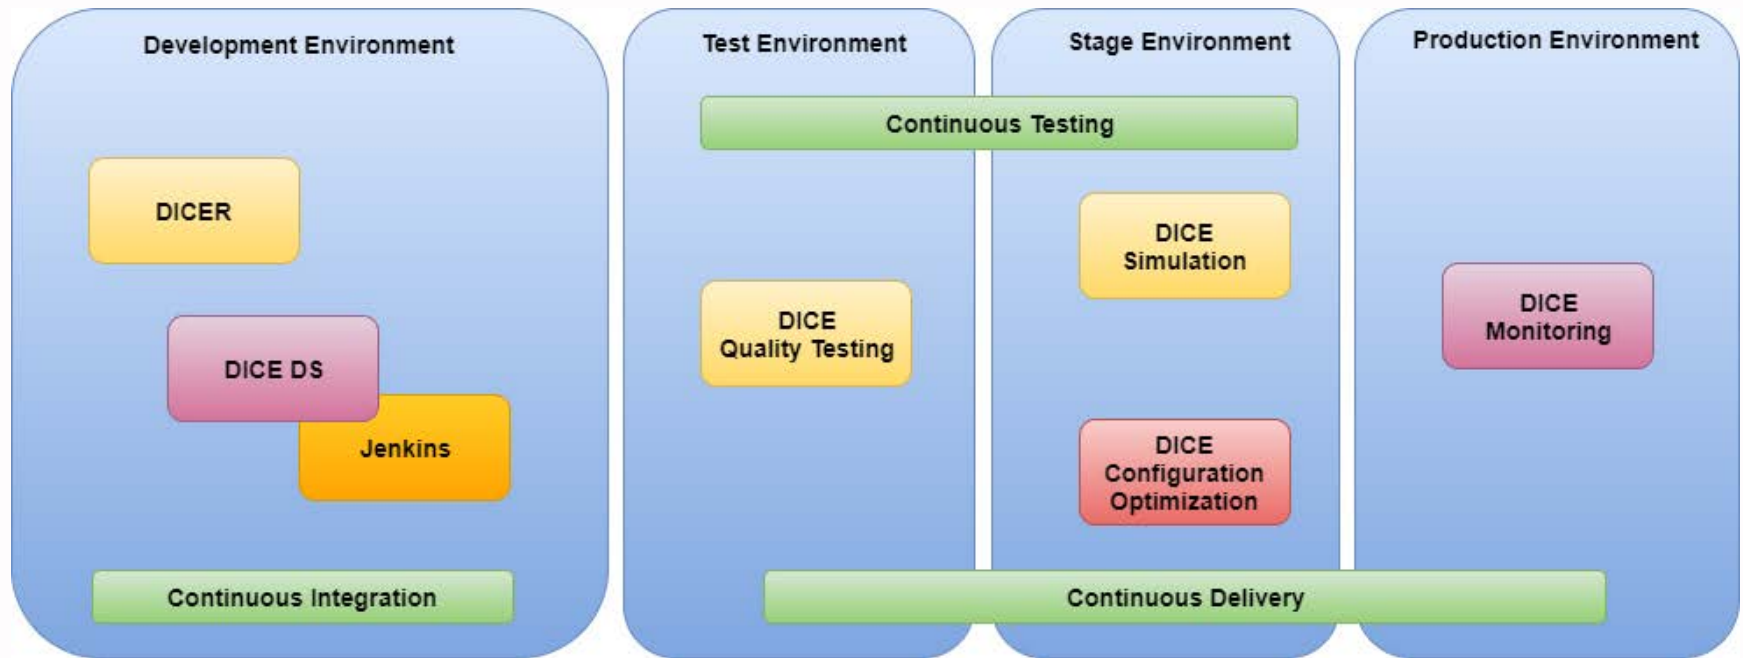 Development Environment
DICER
DICE DS
Jenkins
Continuous Integration
Test Environment
Stage Environment
Production Environment
Continuous Testing
DICE
Quality Testing
DICE
Simulation
DICE
Configuration
Optimization
DICE
Monitoring
Continuous Delivery